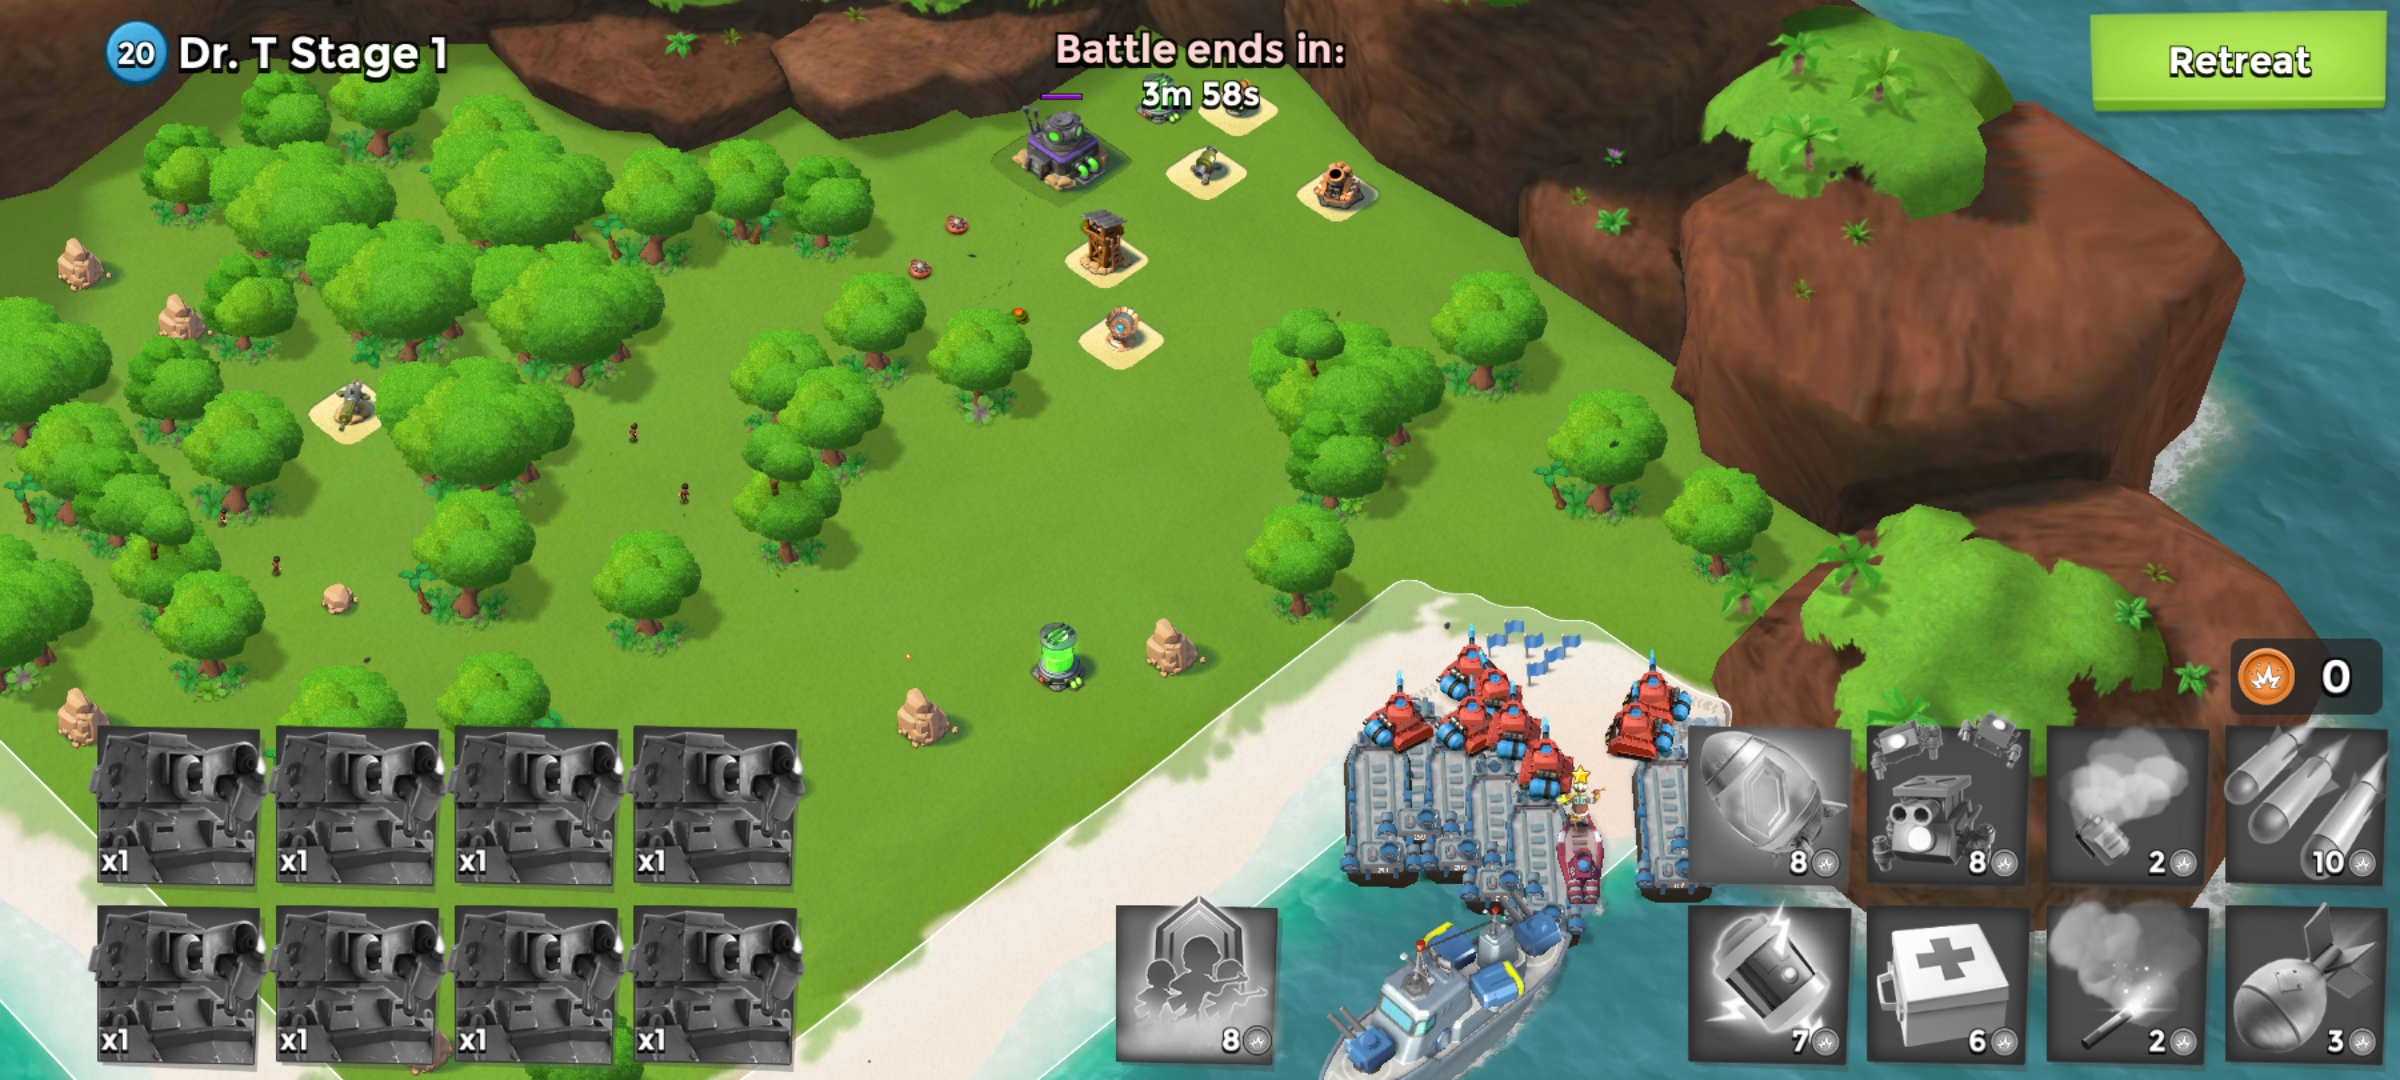 20 Dr. T Stage 1
Battle ends in:
3m 58s
Retreat
0
x1 x1 x1 x1
8 8 2 10
x1 x1 x1 x1
8
7 6 2 3